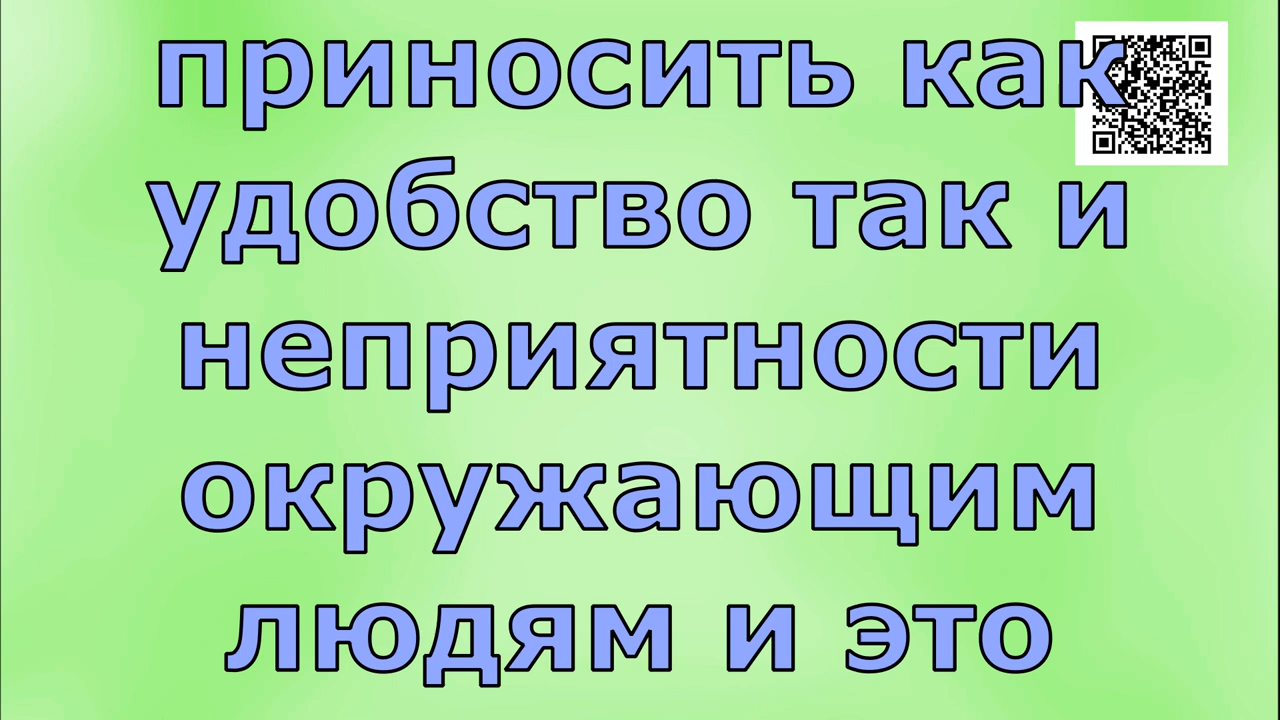 приносить как
удобство так и
неприятности
окружающим
людям и это